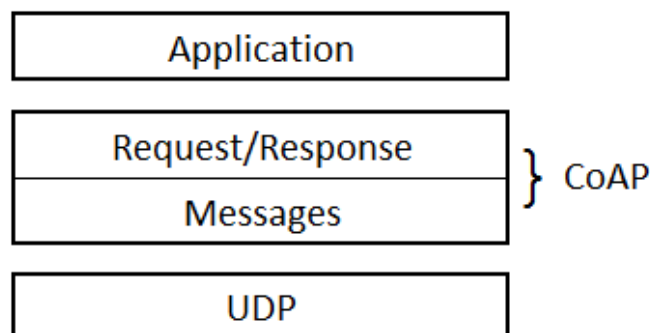 Application
Request/Response
Messages
CoAP
UDP